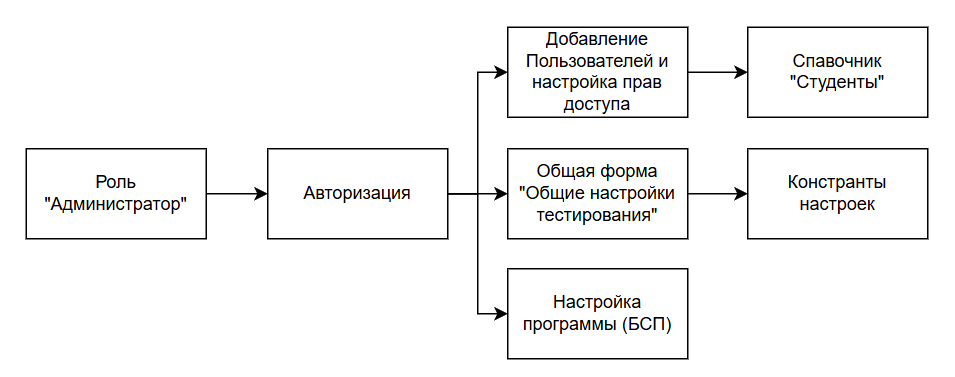 Добавление
Пользователей и
настройка прав
доступа
Спавочник
"Студенты"
Роль
"Администратор"
Авторизация
Общая форма
"Общие настройки
тестирования"
Констранты
настроек
Настройка
программы (БСП)